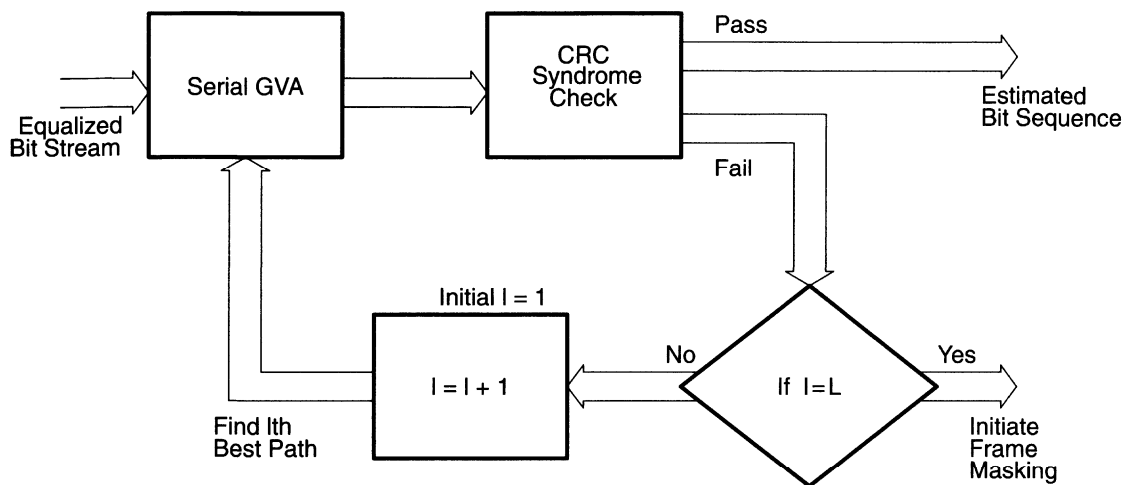 Pass
CRC
Syndrome
Check
Serial GVA
Equalized
Bit Stream
Estimated
Bit Sequence
Fail
Initial l = 1
No
Yes
l = l + 1
If l=L
Find lth
Best Path
Initiate
Frame
Masking